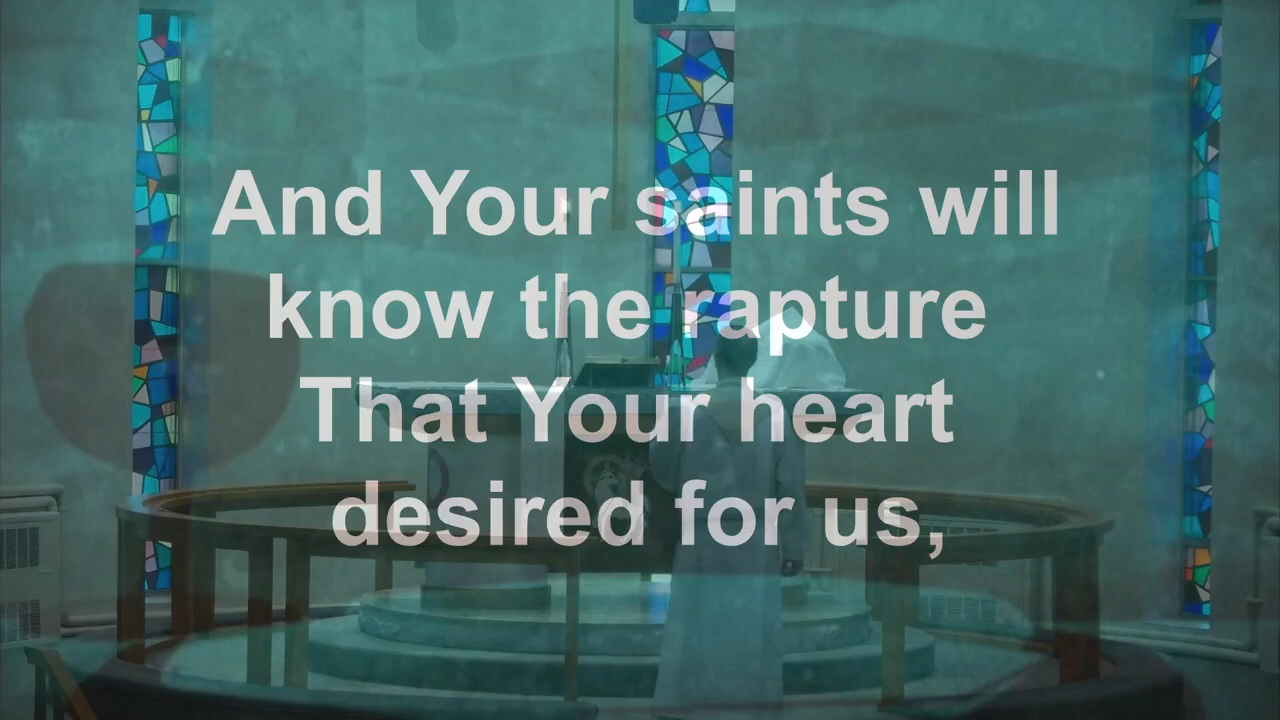 And Your saints will
know the rapture
That Your heart
desired for us,